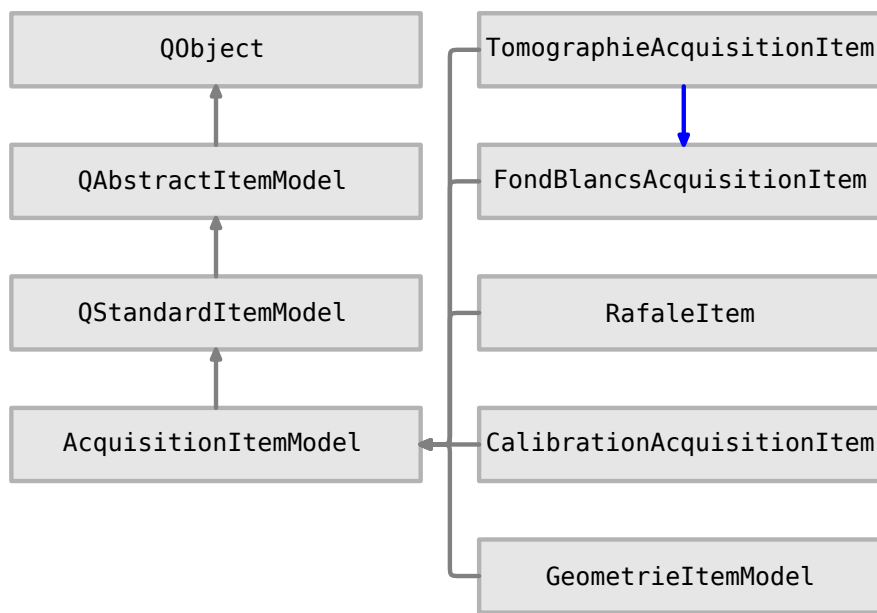 QObject
QAbstractItemModel
QStandardItemModel
AcquisitionItemModel
TomographieAcquisitionItem
FondBlancsAcquisitionItem
RafaleItem
CalibrationAcquisitionItem
GeometrieItemModel